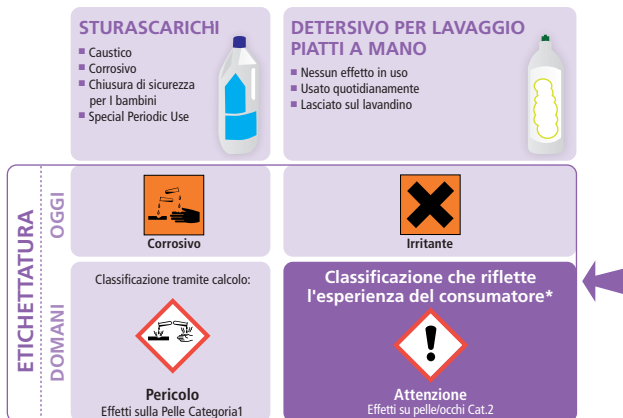 STURASCARICHI
Caustico
Corrosivo
Chiusura di sicurezza
per I bambini
Special Periodic Use
DETERSIVO PER LAVAGGIO
PIATTI A MANO
Nessun effetto in uso
Usato quotidianamente
Lasciato sul lavandino
ETICHETTATURA
OGGI
Corrosivo
Irritante
DOMANI
Classificazione tramite calcolo:
Pericolo
Effetti sulla Pelle Categoria1
Classificazione che riflette
l'esperienza del consumatore*
Attenzione
Effetti su pelle/occhi Cat.2